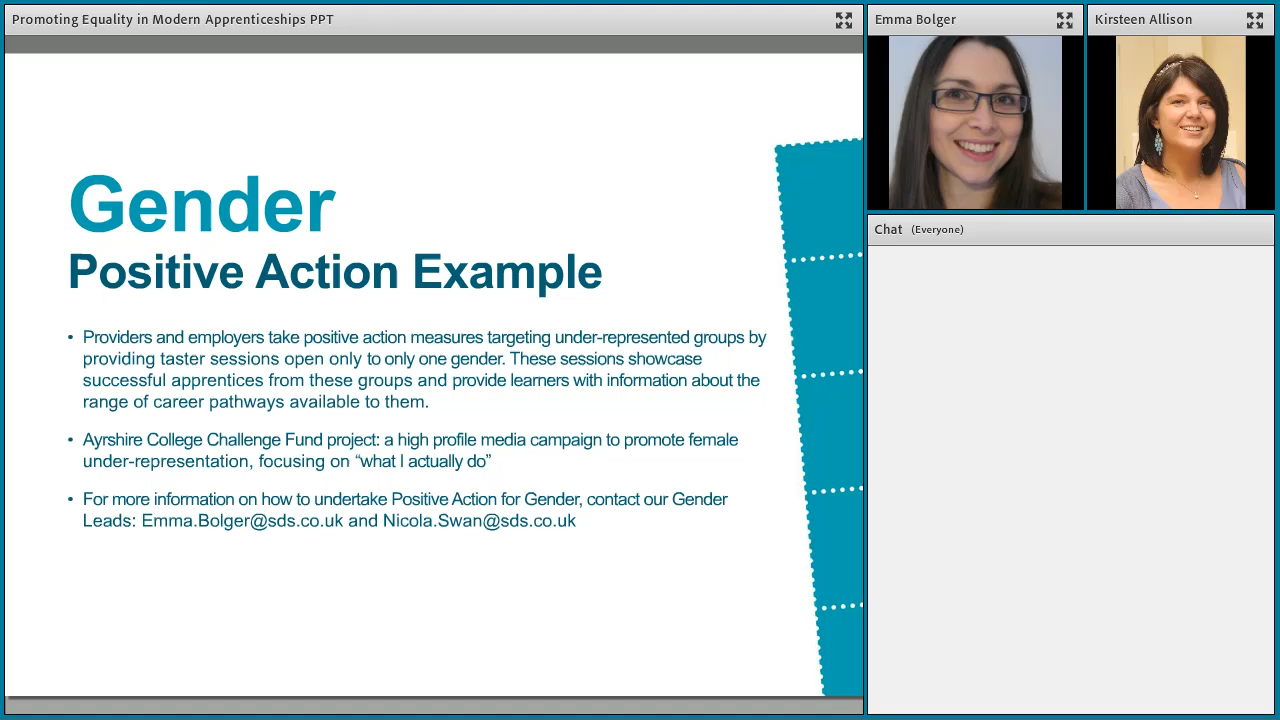 Promoting Equality in Modern Apprenticeships PPT
Emma Bolger
Kirsteen Allison
Gender
Positive Action Example
• Providers and employers take positive action measures targeting under-represented groups by
providing taster sessions open only to only one gender. These sessions showcase
successful apprentices from these groups and provide learners with information about the
range of career pathways available to them.
• Ayrshire College Challenge Fund project: a high profile media campaign to promote female
under-representation, focusing on “what I actually do”
• For more information on how to undertake Positive Action for Gender, contact our Gender
Leads: Emma.Bolger@sds.co.uk and Nicola.Swan@sds.co.uk
Chat (Everyone)